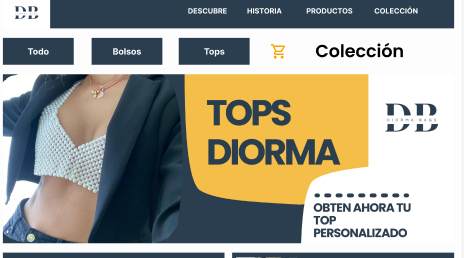 DB
DESCUBRE HISTORIA PRODUCTOS COLECCIÓN
Todo Bolsos Tops Colección
TOPS
DIORMA
DB
DIORMA BAGS
OBTEN AHORA TU
TOP
PERSONALIZADO